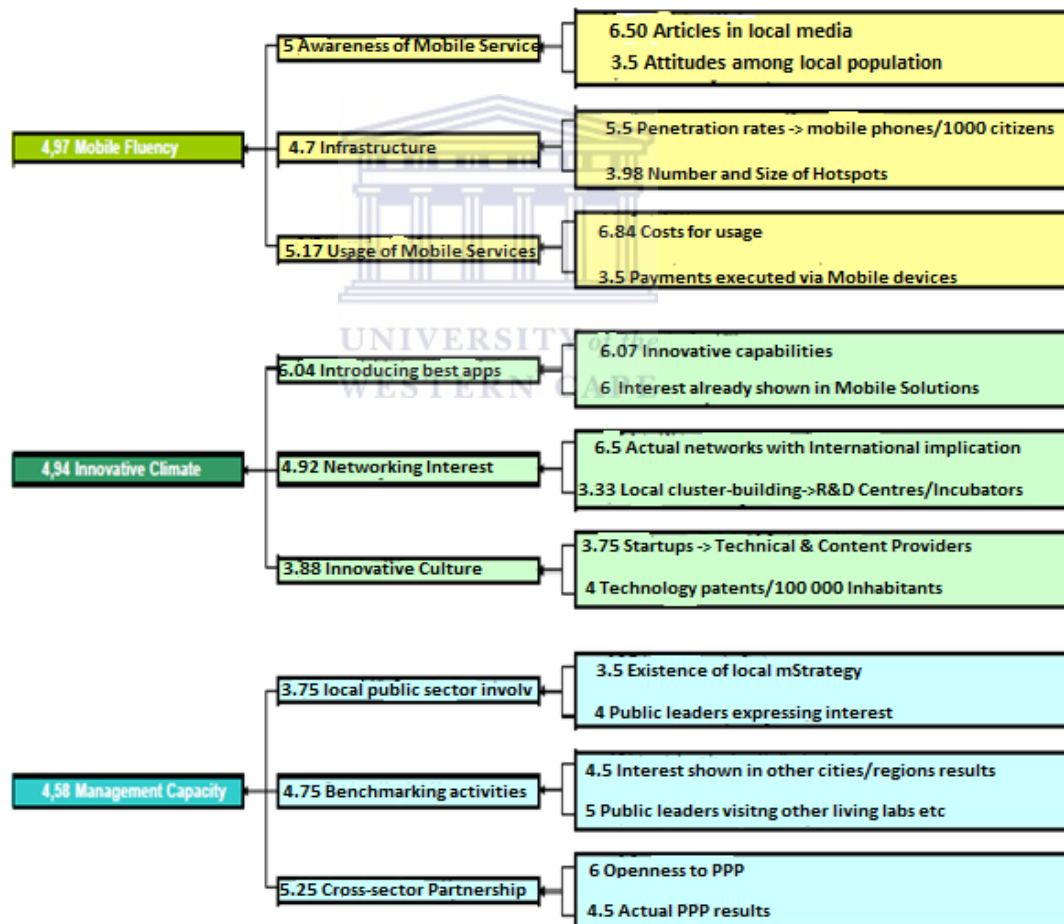 6.50 Articles in local media
5 Awareness of Mobile Service
3.5 Attitudes among local population
5.5 Penetration rates -> mobile phones/1000 citizens
4,97 Mobile Fluency
4.7 Infrastructure
3.98 Number and Size of Hotspots
6.84 Costs for usage
5.17 Usage of Mobile Services
3.5 Payments executed via Mobile devices
UNIVERSITY of the
WESTERN CAPE
6.07 Innovative capabilities
6.04 Introducing best apps
6 Interest already shown in Mobile Solutions
6.5 Actual networks with International implication
4,94 Innovative Climate
4.92 Networking Interest
3.33 Local cluster-building->R&D Centres/Incubators
3.75 Startups -> Technical & Content Providers
3.88 Innovative Culture
4 Technology patents/100 000 Inhabitants
3.5 Existence of local mStrategy
3.75 local public sector involv
4 Public leaders expressing interest
4.5 Interest shown in other cities/regions results
4,58 Management Capacity
4.75 Benchmarking activities
5 Public leaders visitng other living labs etc
6 Openness to PPP
5.25 Cross-sector Partnership
4.5 Actual PPP results